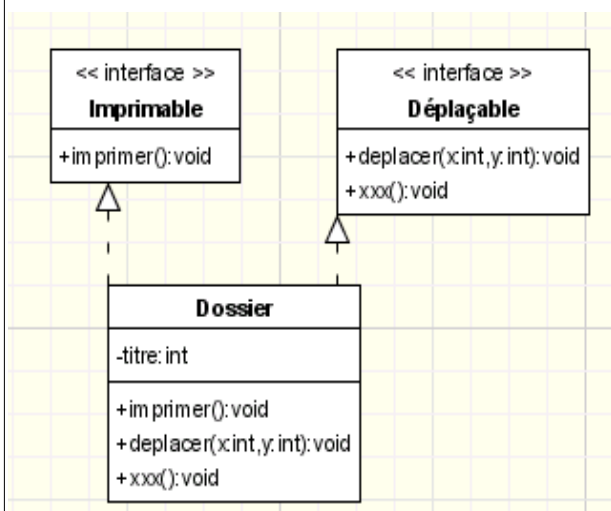 << interface >>
Imprimable
+imprimer():void
<< interface >>
Déplaçable
+deplacer(x:int,y:int):void
+xxx():void
Dossier
-titre:int
+imprimer():void
+deplacer(x:int,y:int):void
+xxx():void